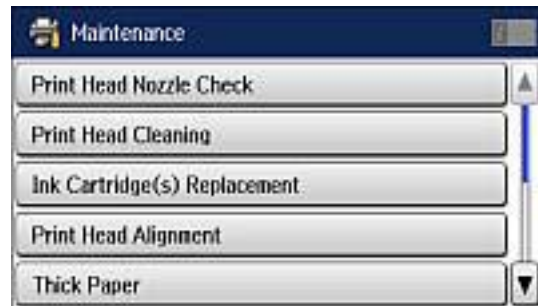 Maintenance
Print Head Nozzle Check
Print Head Cleaning
Ink Cartridge(s) Replacement
Print Head Alignment
Thick Paper